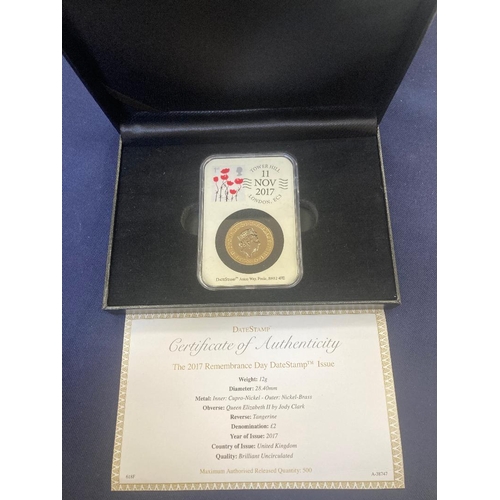 TOWER HILL
11
NOV
2017
LONDON, EC3
DateStamp™ Issue
DATESTAMP
Certificate of Authenticity
The 2017 Remembrance Day DateStamp™ Issue
Weight: 12g
Diameter: 28.40mm
Metal: Inner: Cupro-Nickel - Outer: Nickel-Brass
Obverse: Queen Elizabeth II by Jody Clark
Reverse: Tangerine
Denomination: £2
Year of Issue: 2017
Country of Issue: United Kingdom
Quality: Brilliant Uncirculated
Maximum Authorised Released Quantity: 500